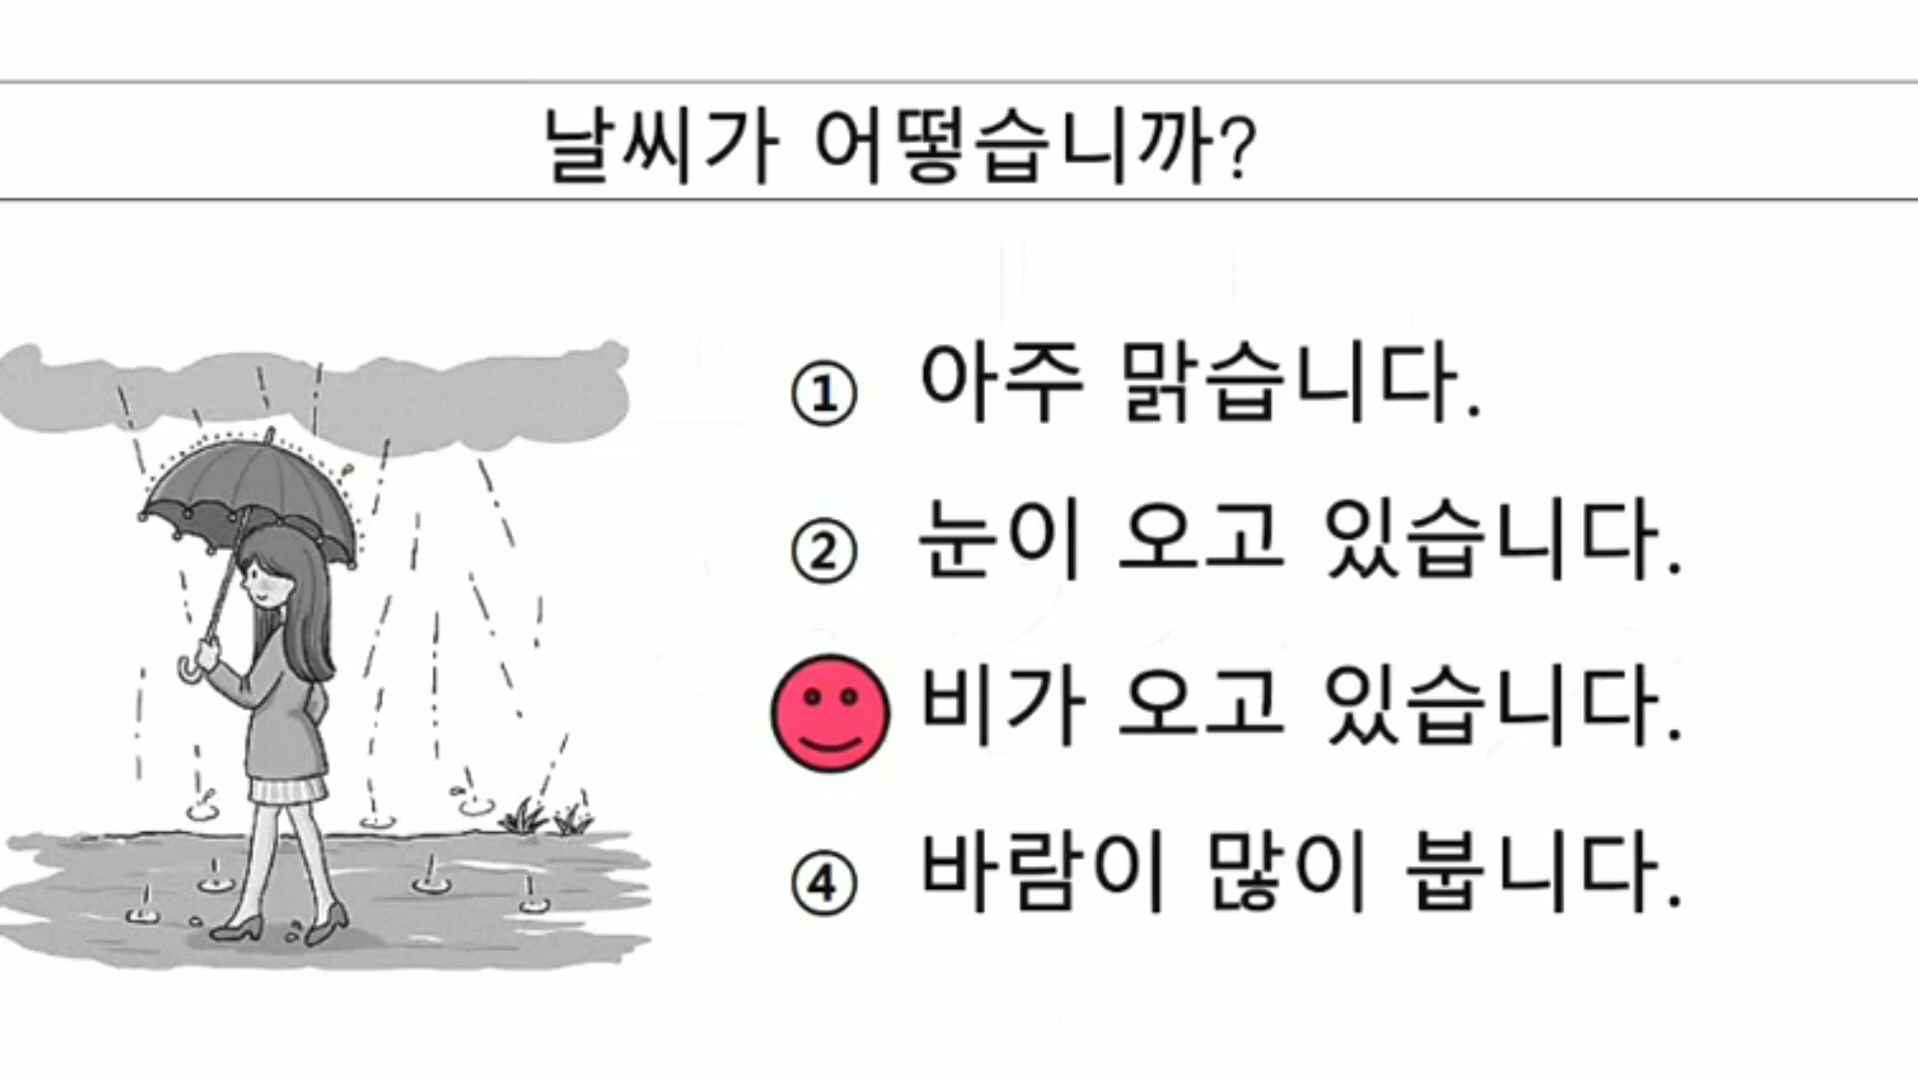 날씨가 어떻습니까?
① 아주 맑습니다.
② 눈이 오고 있습니다.
비가 오고 있습니다.
④ 바람이 많이 붑니다.